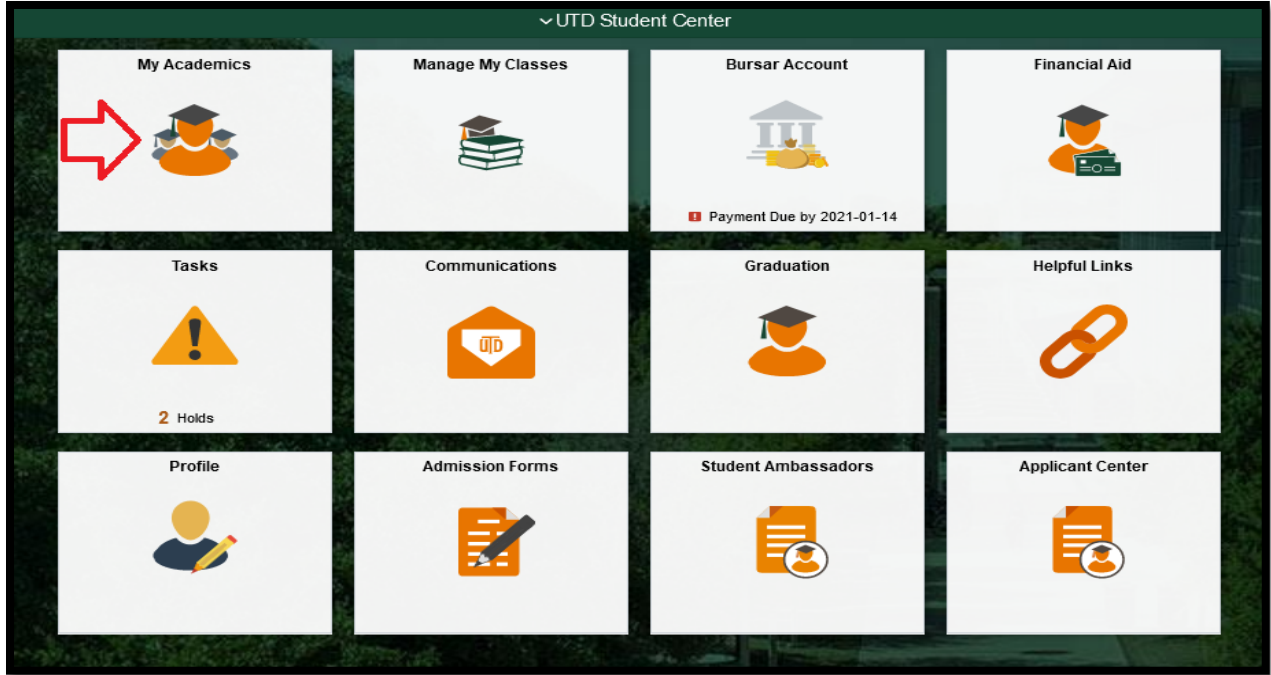 UTD Student Center
My Academics
Manage My Classes
Bursar Account
Financial Aid
! Payment Due by 2021-01-14
Tasks
Communications
Graduation
Helpful Links
!
UTD
2 Holds
Profile
Admission Forms
Student Ambassadors
Applicant Center